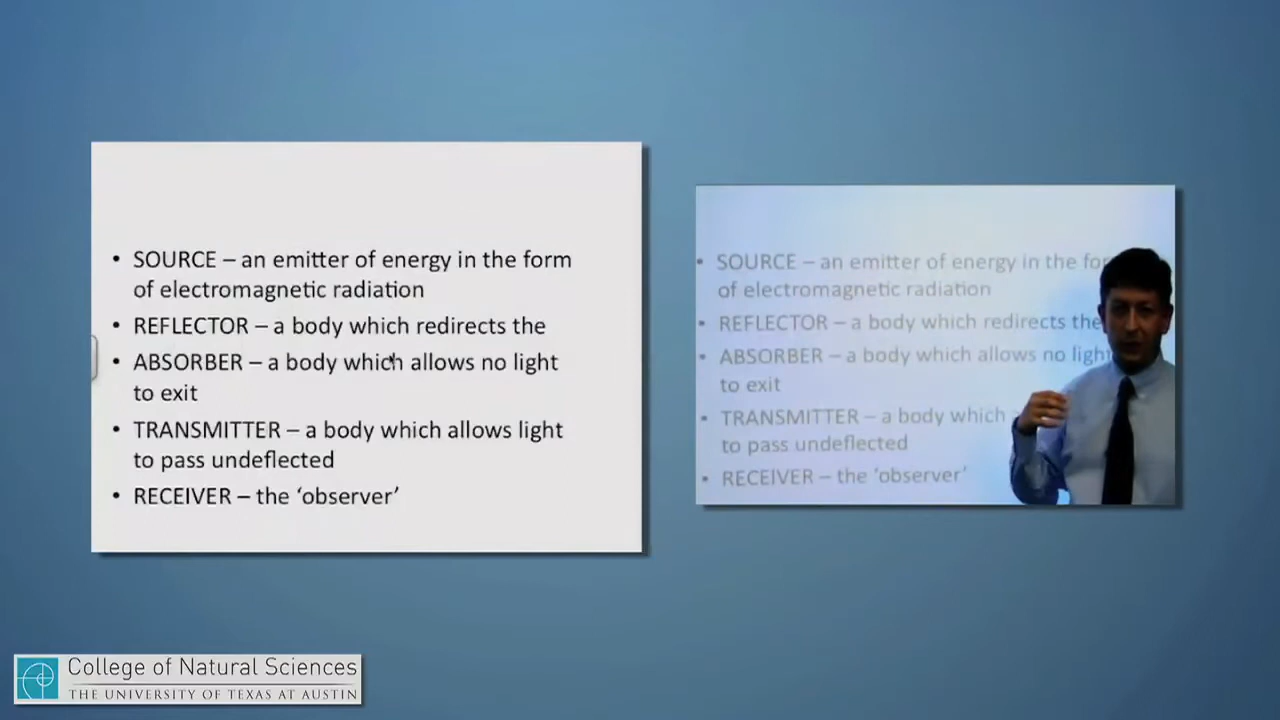 • SOURCE – an emitter of energy in the form
of electromagnetic radiation
• REFLECTOR – a body which redirects the
• ABSORBER – a body which allows no light
to exit
• TRANSMITTER – a body which allows light
to pass undeflected
• RECEIVER – the ‘observer’
• SOURCE – an emitter of energy in the for
of electromagnetic radiation
• REFLECTOR – a body which redirects the
• ABSORBER – a body which allows no light
to exit
• TRANSMITTER – a body which
to pass undeflected
• RECEIVER – the ‘observer’
College of Natural Sciences
THE UNIVERSITY OF TEXAS AT AUSTIN